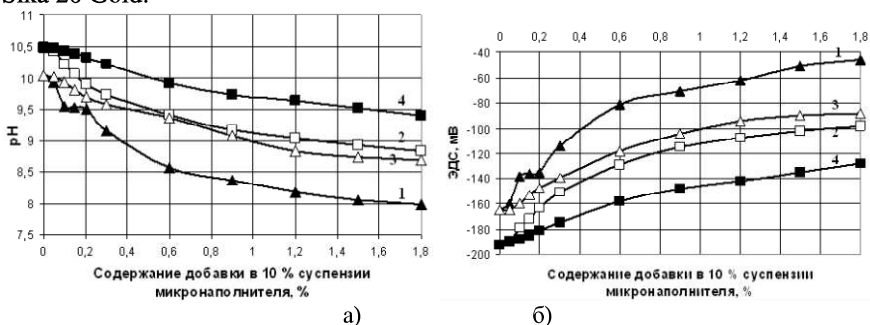 Sika 20 Gold.
11
10,5
10
9,5
9
8,5
8
7,5
pH
0 0,2 0,4 0,6 0,8 1 1,2 1,4 1,6 1,8
4
2
3
1
Содержание добавки в 10 % суспензии
микронаполнителя, %
а)
0 0,2 0,4 0,6 0,8 1 1,2 1,4 1,6 1,8
-40
-60
-80
-100
-120
-140
-160
-180
-200
ЭДС, мВ
1
3
2
4
Содержание добавки в 10 % суспензии
микронаполнителя, %
б)